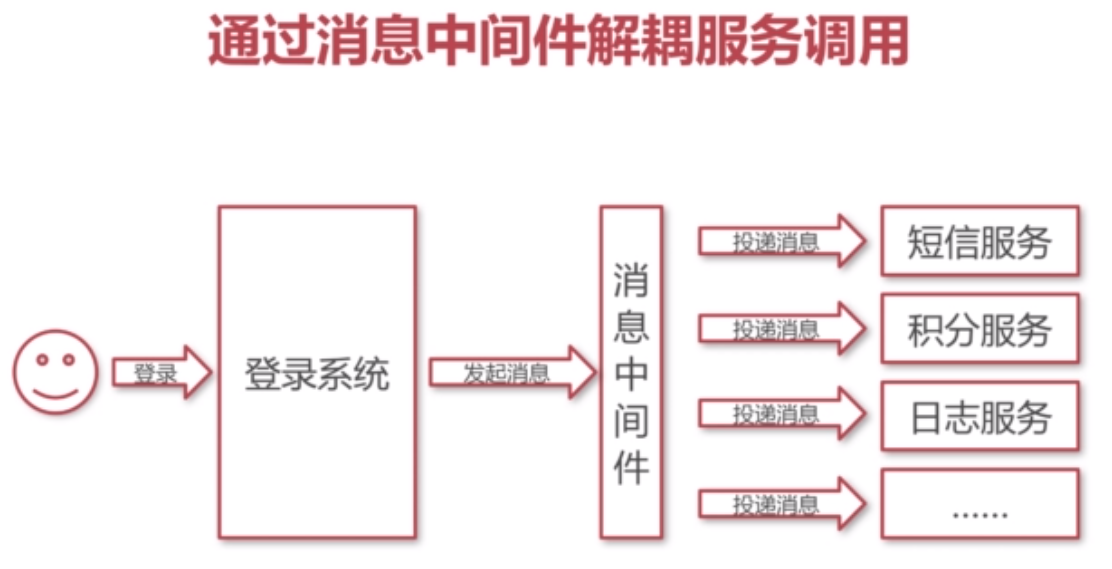 通过消息中间件解耦服务调用
登录
登录系统
发起消息
消息中间件
投递消息
短信服务
投递消息
积分服务
投递消息
日志服务
投递消息
......